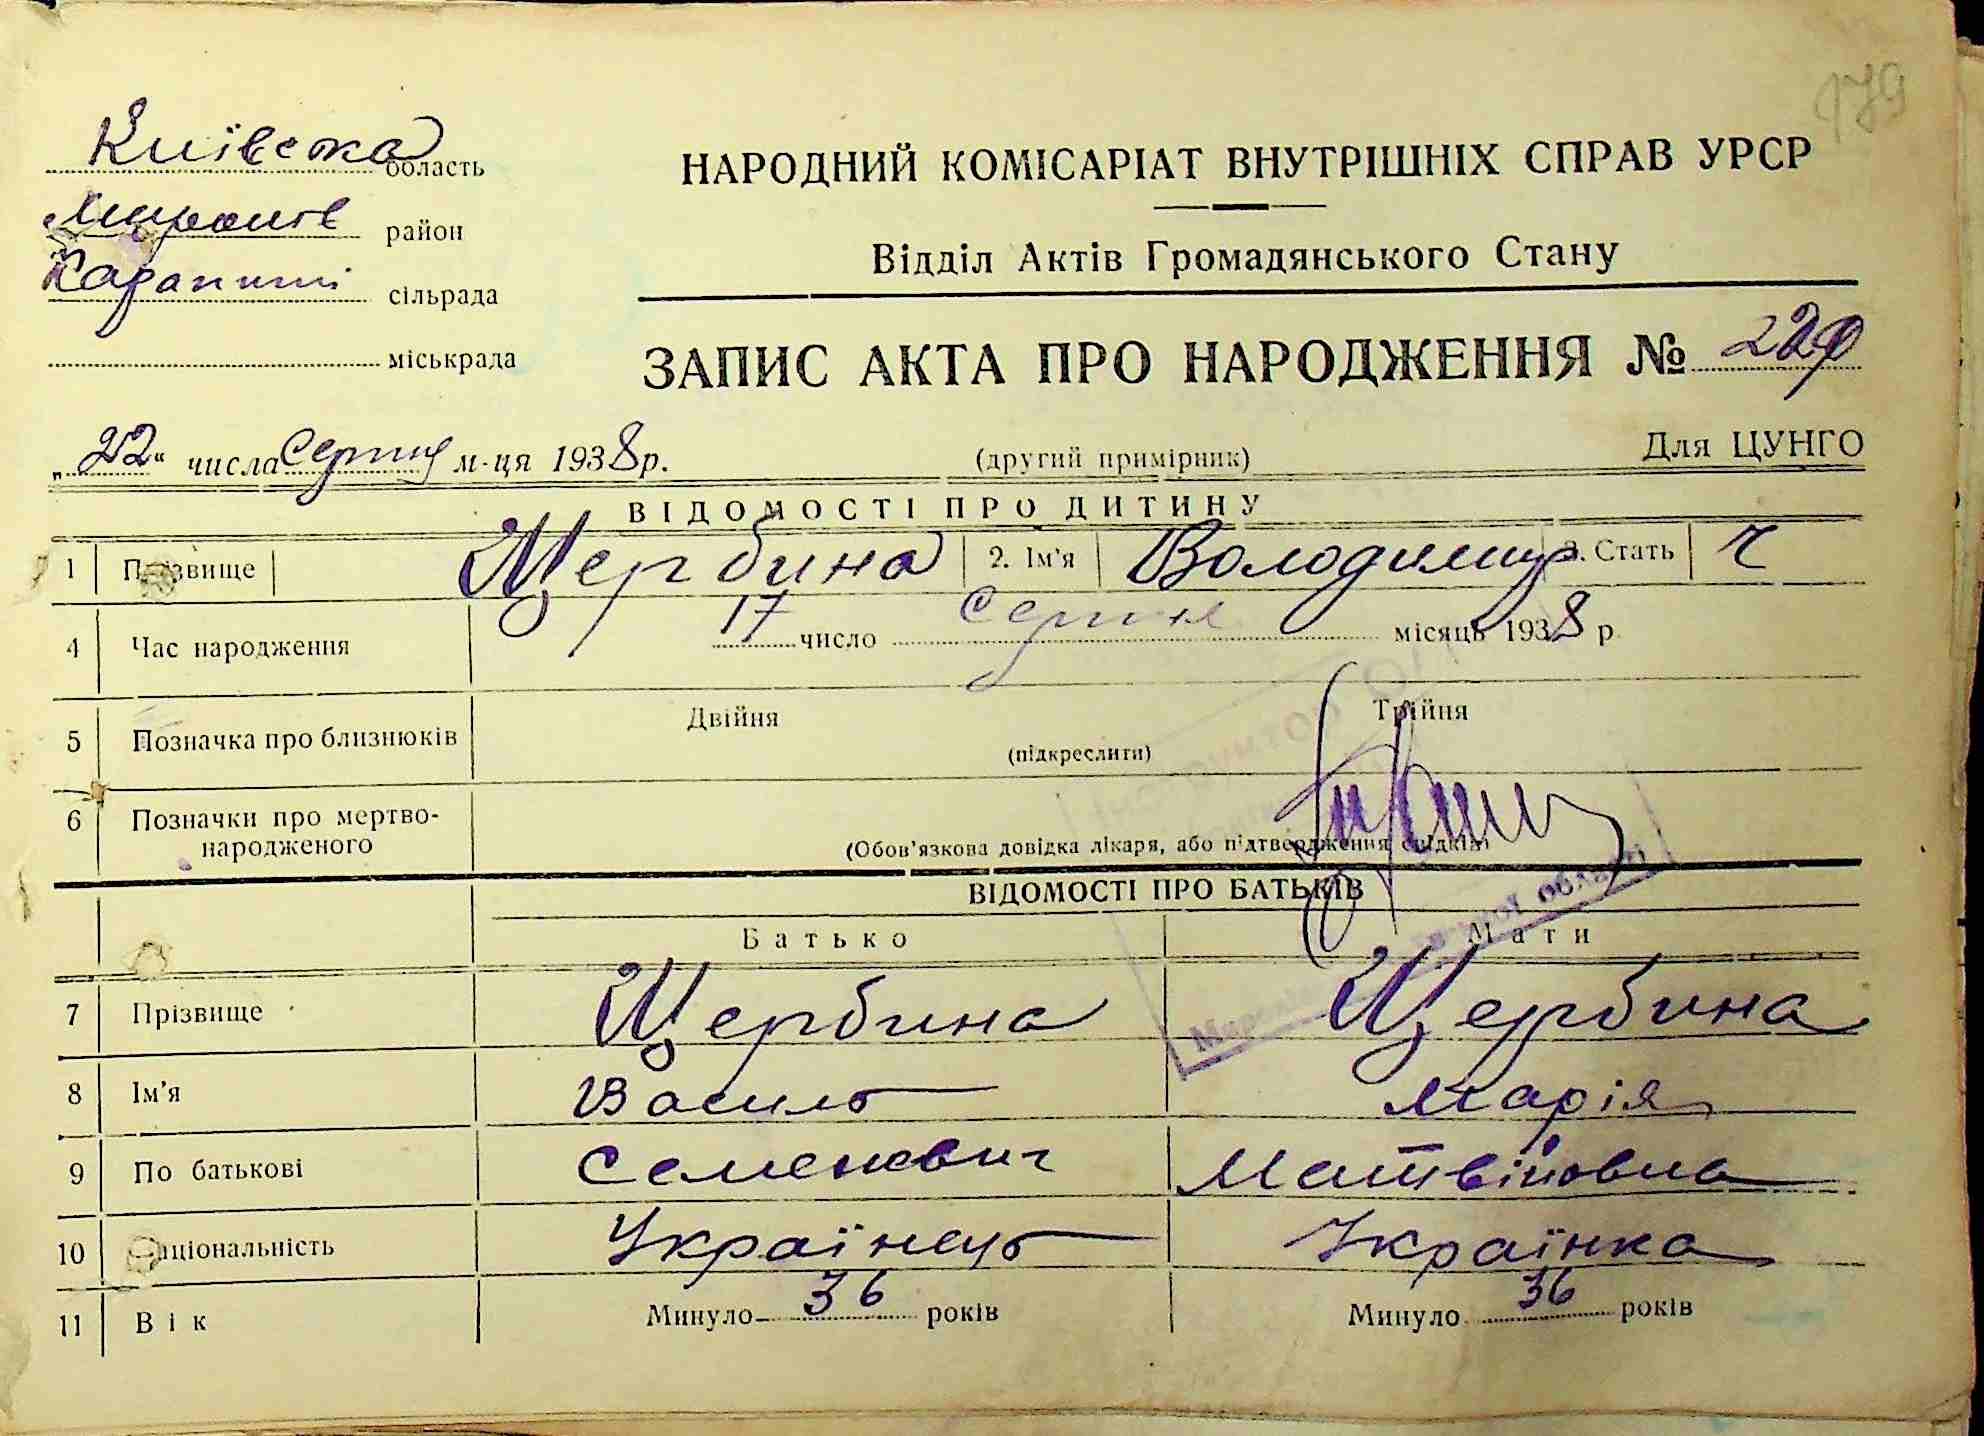 179
Київська область
Миронів район
Карапиші сільрада
міськрада
НАРОДНИЙ КОМІСАРІАТ ВНУТРІШНІХ СПРАВ УРСР
Відділ Актів Громадянського Стану
ЗАПИС АКТА ПРО НАРОДЖЕННЯ № 229
„22“ числа серпня м-ця 1938 р.
(другий примірник)
Для ЦУНГО
ВІДОМОСТІ ПРО ДИТИНУ
1 Прізвище Щербина 2. Ім'я Володимир 3. Стать Ч
4 Час народження 17 число Серпня місяць 1938 р.
5 Позначка про близнюків Двійня Трійня
(підкреслити)
6 Позначки про мертво-
народженого
(Обов'язкова довідка лікаря, або підтвердження свідків)
ВІДОМОСТІ ПРО БАТЬКІВ
Батько Мати
7 Прізвище Щербина Щербина
8 Ім'я Василь Марія
9 По батькові Семенович Матвійовна
10 Національність Українець Українка
11 Вік Минуло 36 років Минуло 36 років